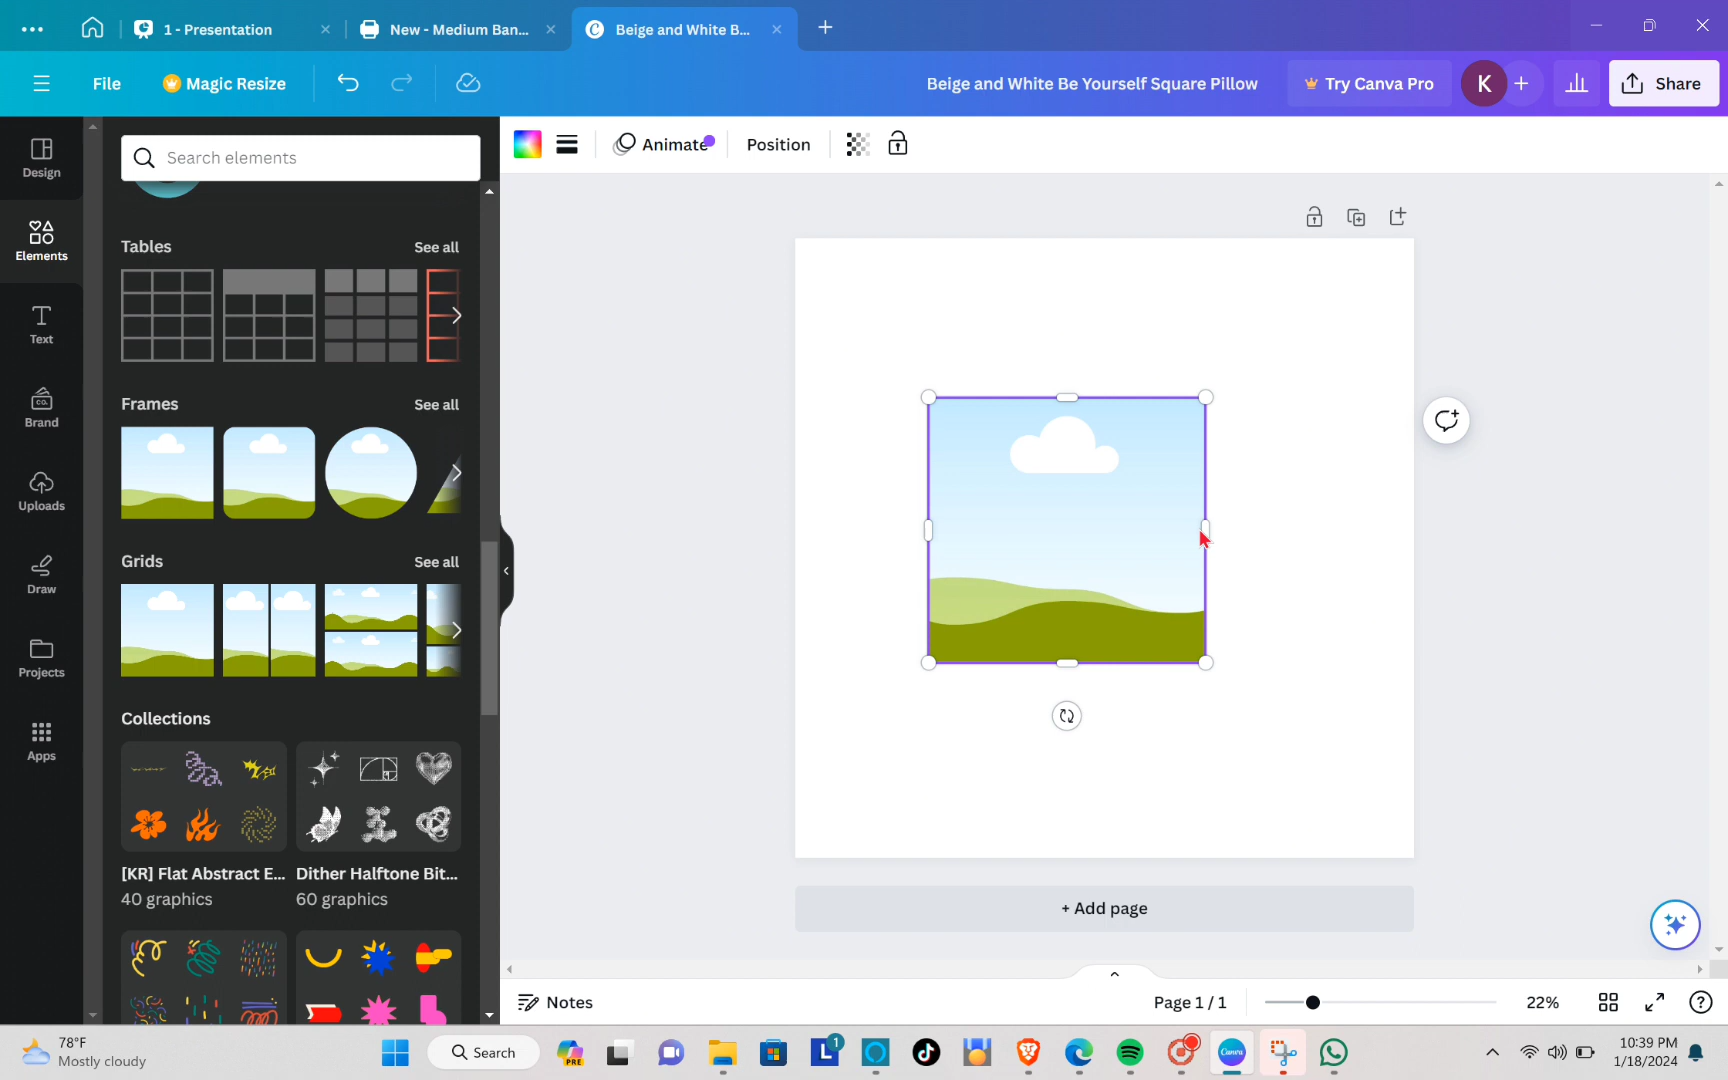 1 - Presentation
New - Medium Ban...
Beige and White B...
File
Magic Resize
Beige and White Be Yourself Square Pillow
Try Canva Pro
K
Share
Design
Elements
Text
Brand
Uploads
Draw
Projects
Apps
Search elements
Animate
Position
Tables
See all
Frames
See all
Grids
See all
Collections
[KR] Flat Abstract E...
40 graphics
Dither Halftone Bit...
60 graphics
+ Add page
Notes
Page 1 / 1
22%
78°F
Mostly cloudy
Search
PRE
L
1
Canva
10:39 PM
1/18/2024